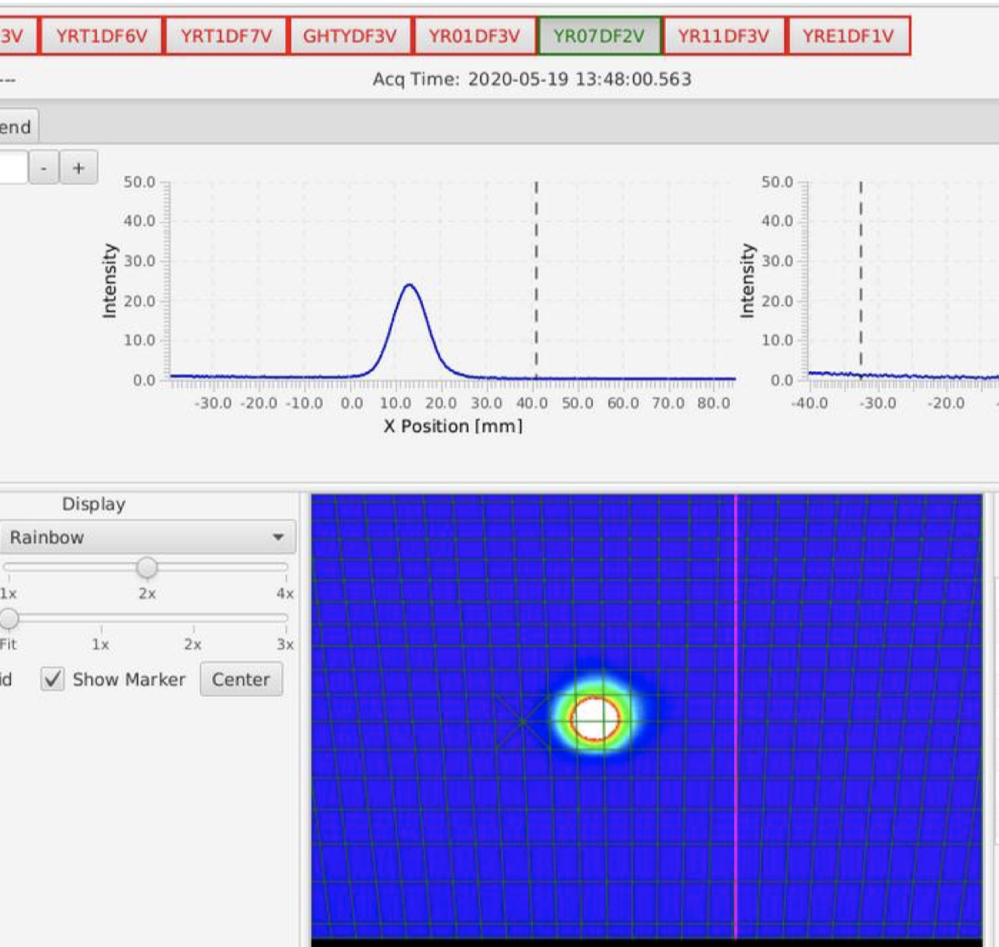 3V YRT1DF6V YRT1DF7V GHTYDF3V YR01DF3V YR07DF2V YR11DF3V YRE1DF1V
--- Acq Time: 2020-05-19 13:48:00.563
end
- +
50.0
40.0
30.0
20.0
10.0
0.0
Intensity
-30.0 -20.0 -10.0 0.0 10.0 20.0 30.0 40.0 50.0 60.0 70.0 80.0
X Position [mm]
50.0
40.0
30.0
20.0
10.0
0.0
Intensity
-40.0 -30.0 -20.0
Display
Rainbow
1x 2x 4x
Fit 1x 2x 3x
id Show Marker Center